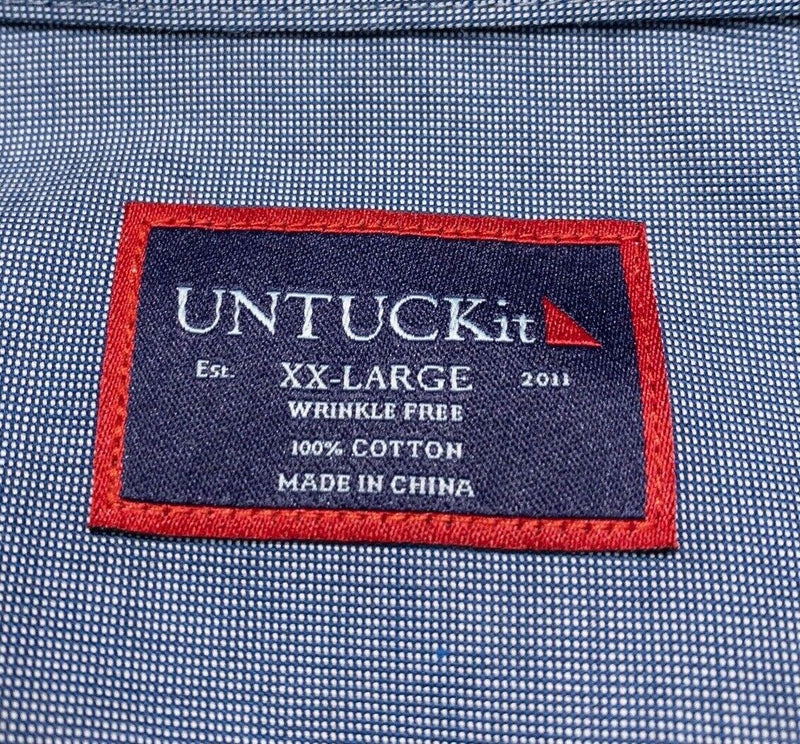 UNTUCKit
Est. XX-LARGE 2011
WRINKLE FREE
100% COTTON
MADE IN CHINA